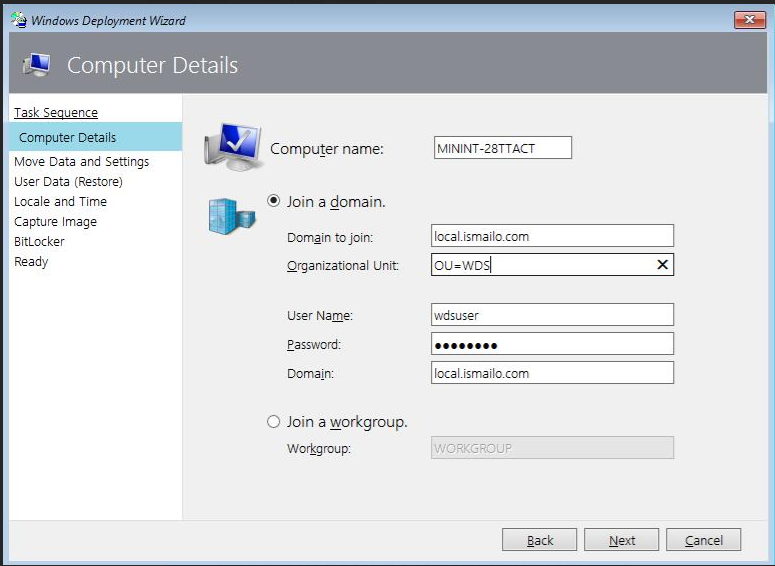 Windows Deployment Wizard
Computer Details
Task Sequence
Computer Details
Move Data and Settings
User Data (Restore)
Locale and Time
Capture Image
BitLocker
Ready
Computer name: MININT-28TTACT
Join a domain.
Domain to join: local.ismailo.com
Organizational Unit: OU=WDS
User Name: wdsuser
Password: ●●●●●●●●
Domain: local.ismailo.com
Join a workgroup.
Workgroup: WORKGROUP
Back Next Cancel